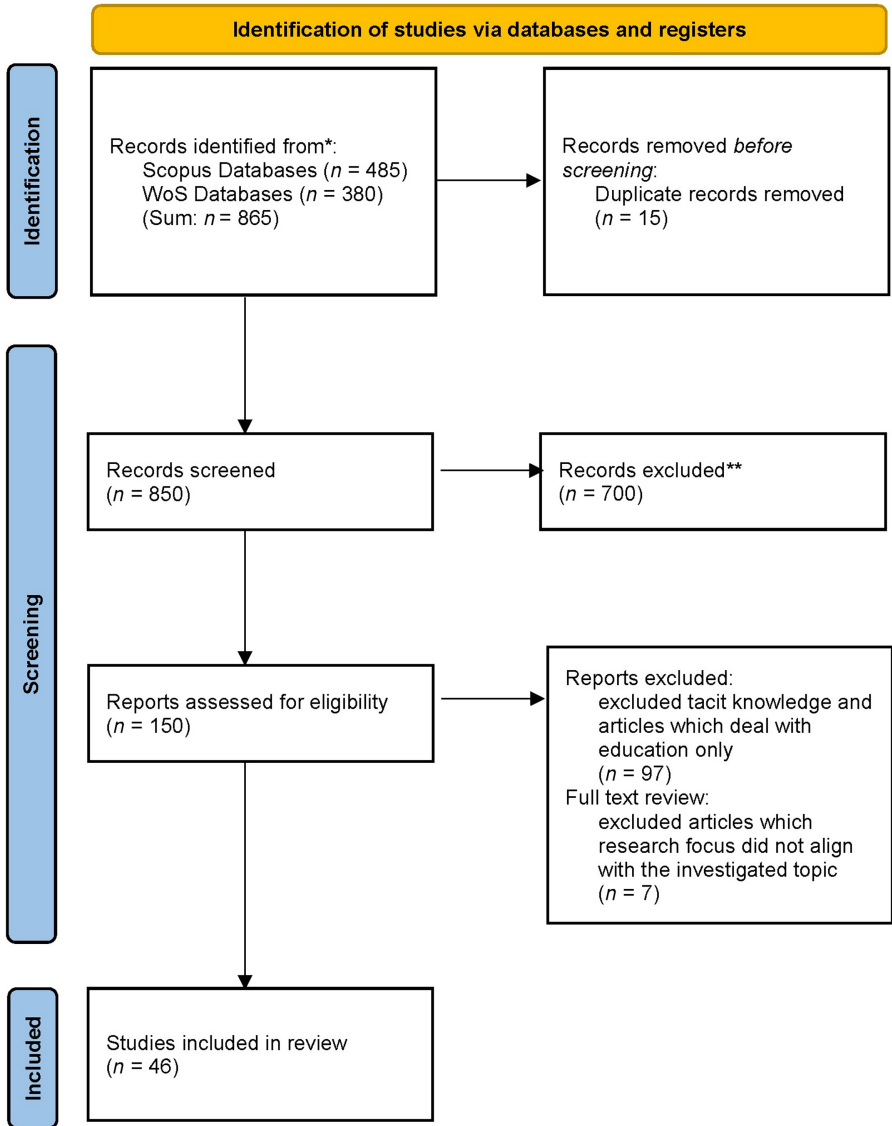 Identification of studies via databases and registers
Identification
Records identified from*:
Scopus Databases (n = 485)
WoS Databases (n = 380)
(Sum: n = 865)
Records removed before
screening:
Duplicate records removed
(n = 15)
Screening
Records screened
(n = 850)
Records excluded**
(n = 700)
Reports assessed for eligibility
(n = 150)
Reports excluded:
excluded tacit knowledge and
articles which deal with
education only
(n = 97)
Full text review:
excluded articles which
research focus did not align
with the investigated topic
(n = 7)
Included
Studies included in review
(n = 46)